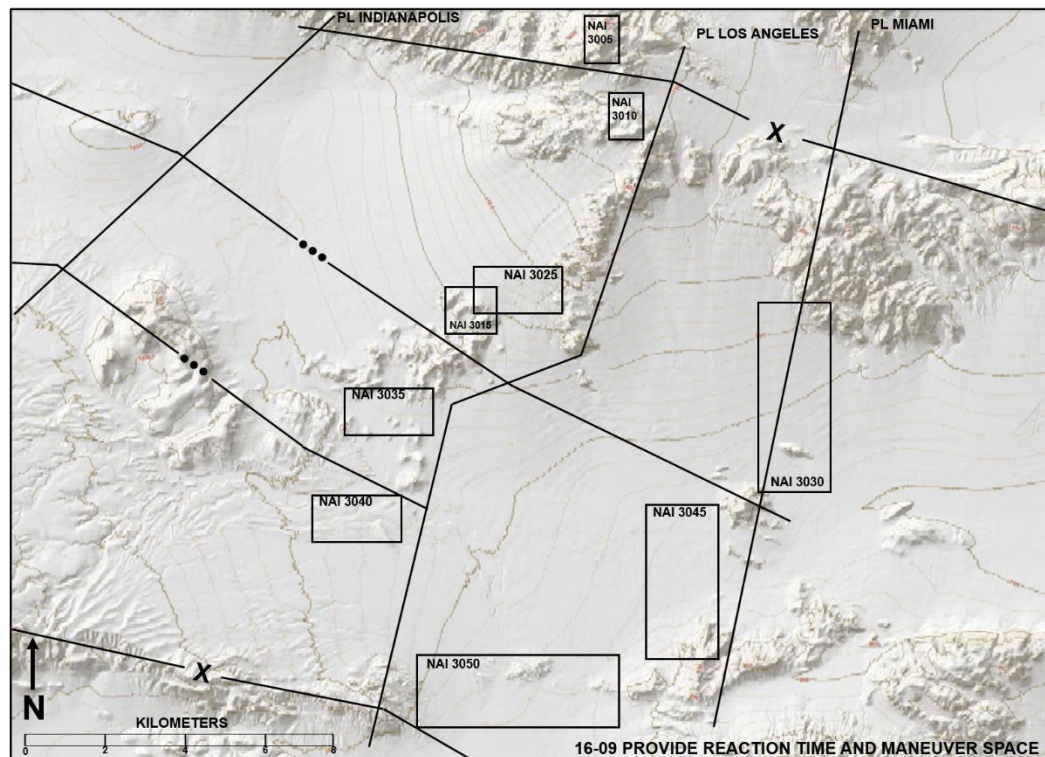 PL INDIANAPOLIS
NAI
3005
PL LOS ANGELES
PL MIAMI
NAI
3010
X
NAI 3025
NAI 3015
NAI 3035
NAI 3030
NAI 3040
NAI 3045
NAI 3050
X
N
KILOMETERS
0 2 4 6 8
16-09 PROVIDE REACTION TIME AND MANEUVER SPACE